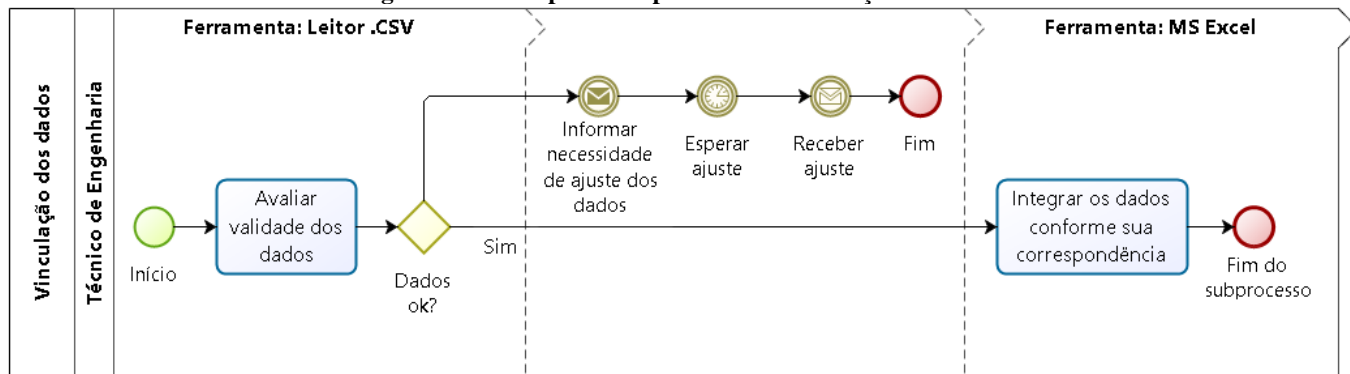 Ferramenta: Leitor .CSV
Ferramenta: MS Excel
Vinculação dos dados
Técnico de Engenharia
Informar
necessidade
de ajuste dos
dados
Esperar
ajuste
Receber
ajuste
Fim
Início
Avaliar
validade dos
dados
Dados
ok?
Sim
Integrar os dados
conforme sua
correspondência
Fim do
subprocesso